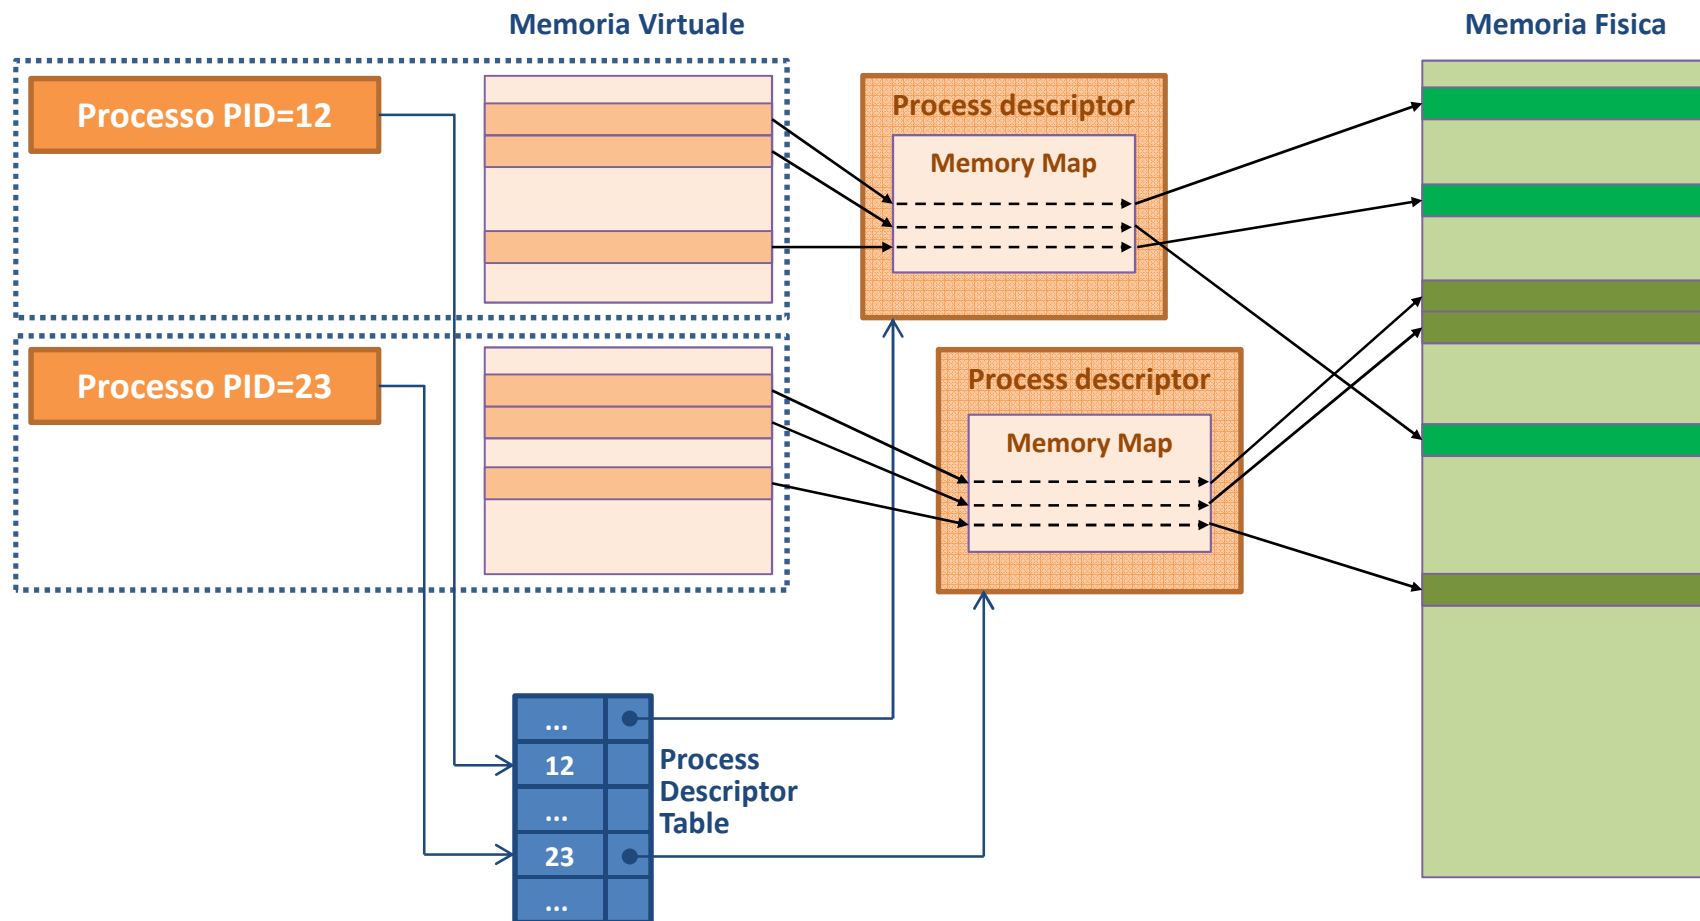 Memoria Virtuale
Memoria Fisica
Processo PID=12
Process descriptor
Memory Map
Processo PID=23
Process descriptor
Memory Map
...
12
...
23
...
Process
Descriptor
Table